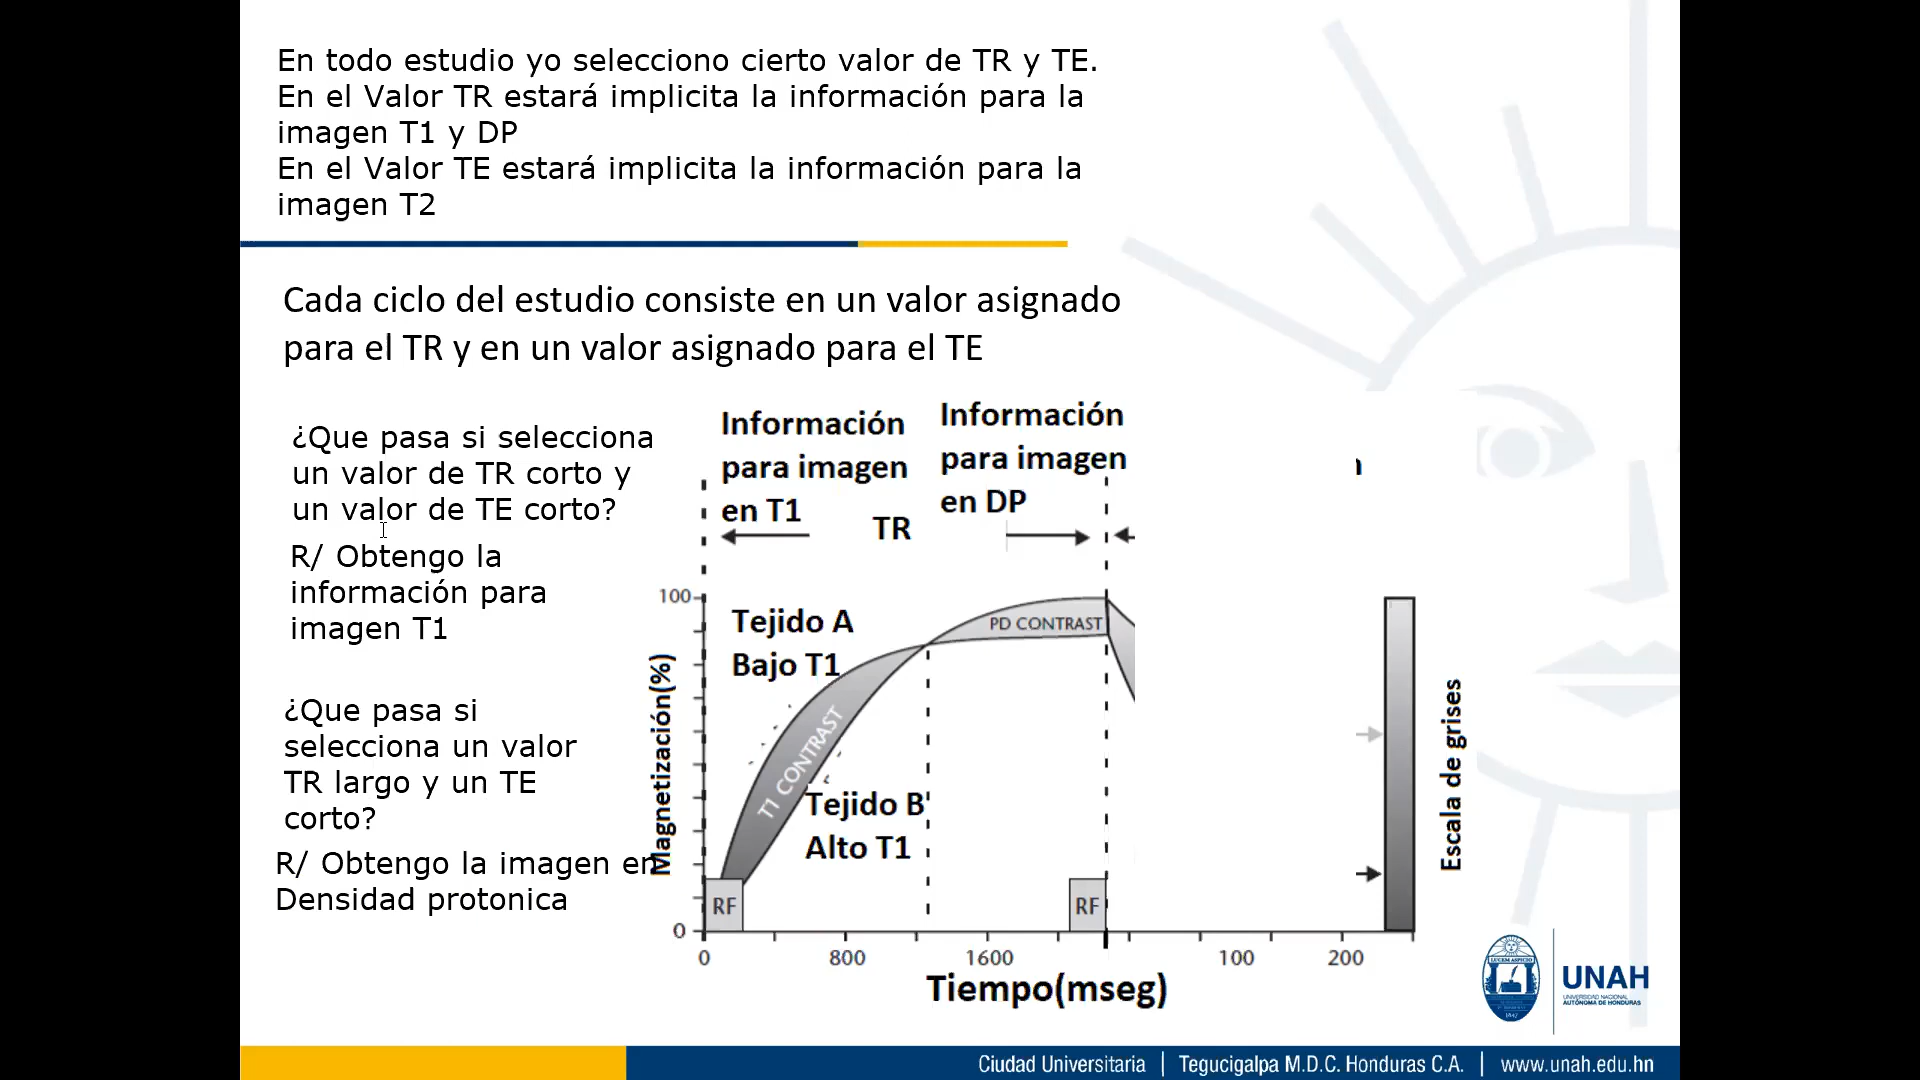 En todo estudio yo selecciono cierto valor de TR y TE.
En el Valor TR estará implicita la información para la
imagen T1 y DP
En el Valor TE estará implicita la información para la
imagen T2
Cada ciclo del estudio consiste en un valor asignado
para el TR y en un valor asignado para el TE
¿Que pasa si selecciona
un valor de TR corto y
un valor de TE corto?
R/ Obtengo la
información para
imagen T1
¿Que pasa si
selecciona un valor
TR largo y un TE
corto?
R/ Obtengo la imagen en
Densidad protonica
Información
para imagen
en T1
Información
para imagen
en DP
TR
100
Tejido A
Bajo T1
PD CONTRAST
T1 CONTRAST
Tejido B
Alto T1
Magnetización(%)
RF
RF
0
0
800
1600
100
200
Tiempo(mseg)
Escala de grises
LUCEM ASPICIO
1847
UNAH
UNIVERSIDAD NACIONAL
AUTÓNOMA DE HONDURAS
Ciudad Universitaria | Tegucigalpa M.D.C. Honduras C.A. | www.unah.edu.hn